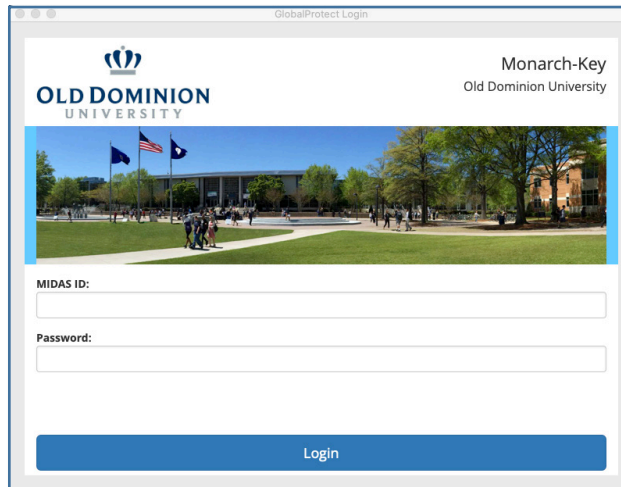 GlobalProtect Login
OLD DOMINION
UNIVERSITY
Monarch-Key
Old Dominion University
MIDAS ID:
Password:
Login